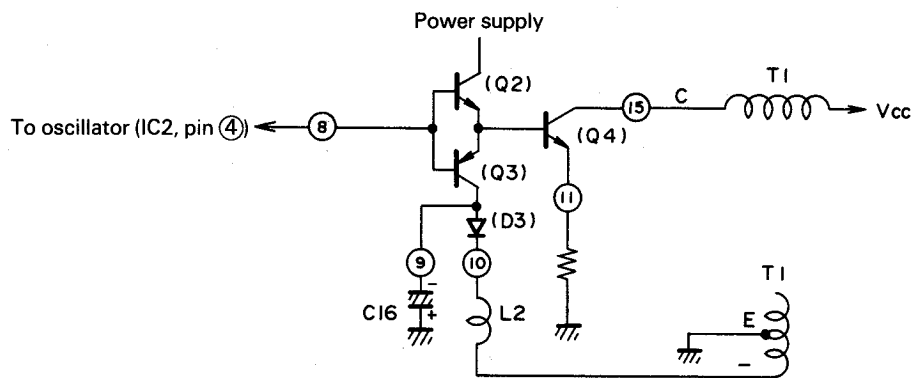 Power supply
(Q2)
T1
15
C
Vcc
To oscillator (IC2, pin ④)
8
(Q4)
(Q3)
11
(D3)
9
10
T1
-
C16
+
L2
E
-